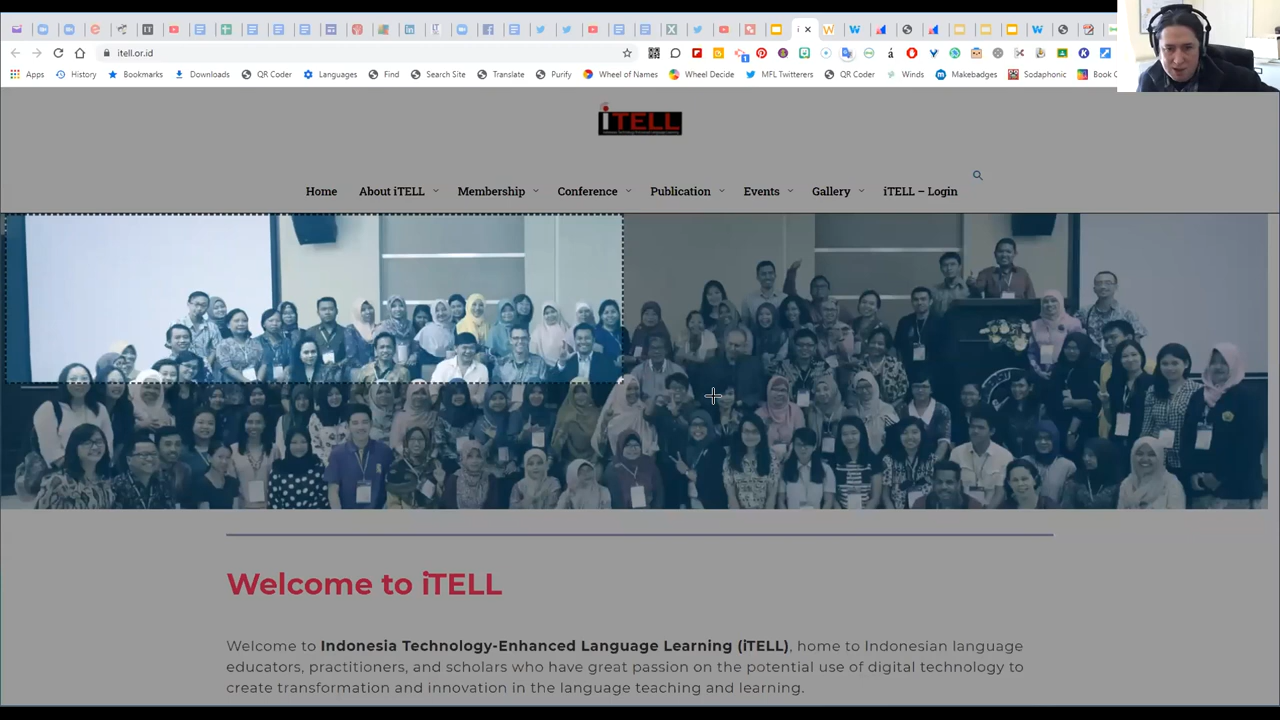 itell.or.id
Apps History Bookmarks Downloads QR Coder Languages Find Search Site Translate Purify Wheel of Names Wheel Decide MFL Twitterers QR Coder Winds Makebadges Sodaphonic Book C
iTELL
Home About iTELL Membership Conference Publication Events Gallery iTELL – Login
Welcome to iTELL
Welcome to Indonesia Technology-Enhanced Language Learning (iTELL), home to Indonesian language
educators, practitioners, and scholars who have great passion on the potential use of digital technology to
create transformation and innovation in the language teaching and learning.